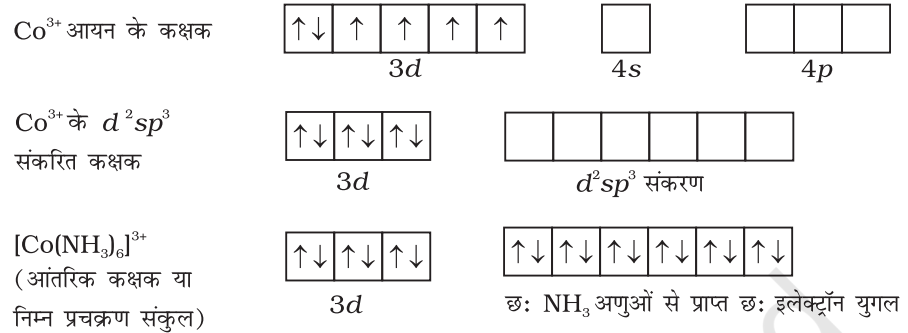 Co³⁺ आयन के कक्षक ↑↓ ↑ ↑ ↑ ↑
3d 4s 4p
Co³⁺ के d²sp³
संकरित कक्षक ↑↓ ↑↓ ↑↓
3d d²sp³ संकरण
[Co(NH₃)₆]³⁺
(आंतरिक कक्षक या ↑↓ ↑↓ ↑↓ ↑↓ ↑↓ ↑↓ ↑↓ ↑↓ ↑↓
निम्न प्रचक्रण संकुल) 3d छः NH₃ अणुओं से प्राप्त छः इलेक्ट्रॉन युगल